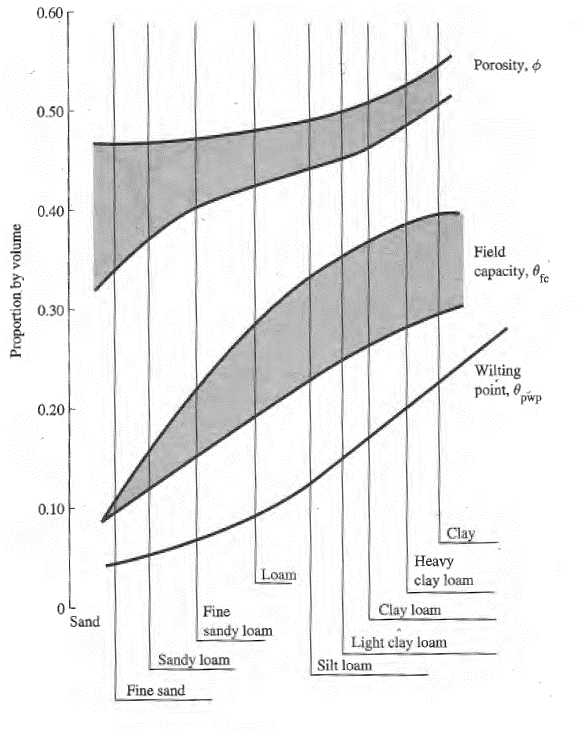 0.60
0.50
0.40
0.30
0.20
0.10
0
Proportion by volume
Porosity, ϕ
Field
capacity, θfc
Wilting
point, θpwp
Clay
Heavy
clay loam
Clay loam
Light clay loam
Silt loam
Loam
Fine
sandy loam
Sandy loam
Fine sand
Sand